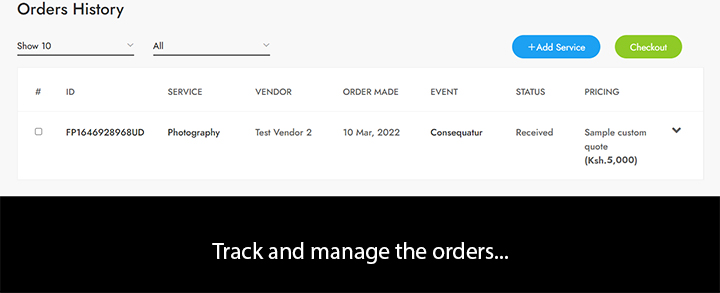 Orders History
Show 10 All +Add Service Checkout
# ID SERVICE VENDOR ORDER MADE EVENT STATUS PRICING
FP1646928968UD Photography Test Vendor 2 10 Mar, 2022 Consequatur Received Sample custom
quote
(Ksh.5,000)
Track and manage the orders...